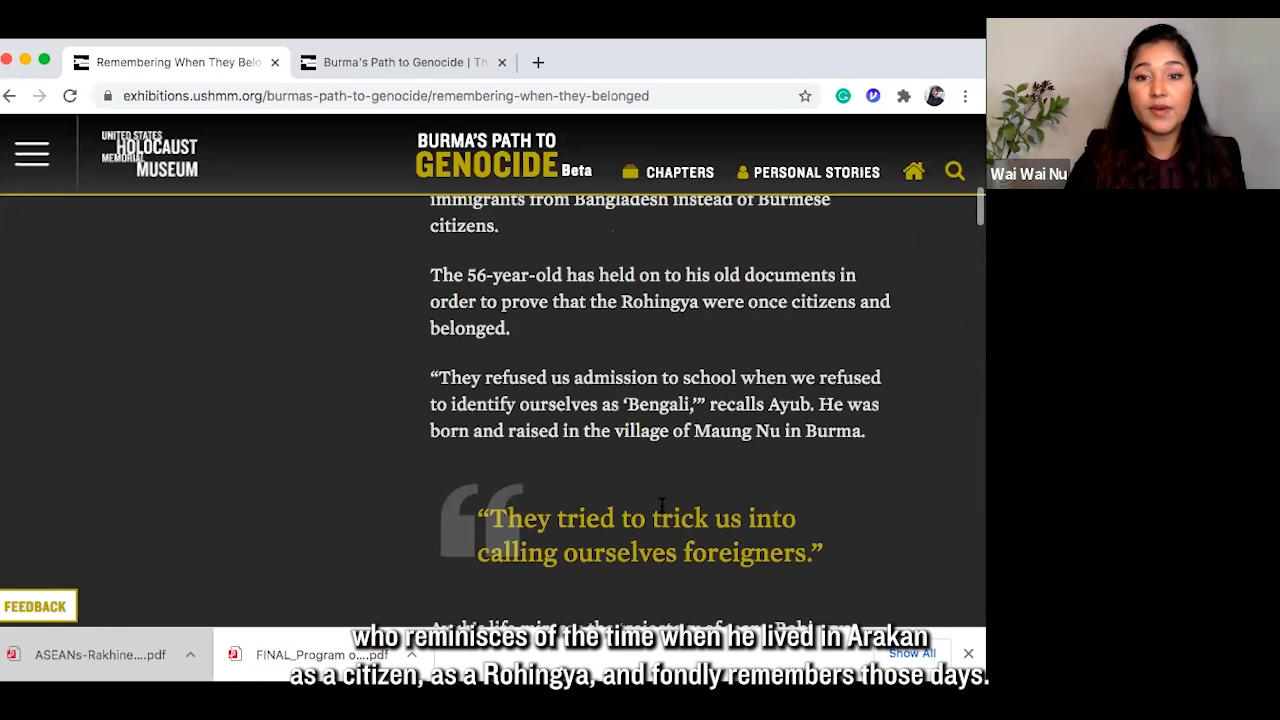 Remembering When They Belo
Burma's Path to Genocide | Th
exhibitions.ushmm.org/burmas-path-to-genocide/remembering-when-they-belonged
UNITED STATES
HOLOCAUST
MEMORIAL
MUSEUM
BURMA'S PATH TO
GENOCIDE Beta
CHAPTERS
PERSONAL STORIES
Wai Wai Nu
immigrants from Bangladesh instead of Burmese
citizens.
The 56-year-old has held on to his old documents in
order to prove that the Rohingya were once citizens and
belonged.
“They refused us admission to school when we refused
to identify ourselves as ‘Bengali,’” recalls Ayub. He was
born and raised in the village of Maung Nu in Burma.
“They tried to trick us into
calling ourselves foreigners.”
FEEDBACK
who reminisces of the time when he lived in Arakan
as a citizen, as a Rohingya, and fondly remembers those days.
ASEANs-Rakhine....pdf
FINAL_Program o....pdf
Show All